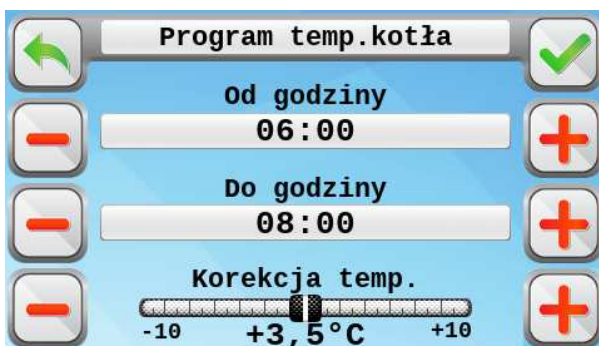 Program temp.kotła
Od godziny
06:00
Do godziny
08:00
Korekcja temp.
-10 +3,5°C +10